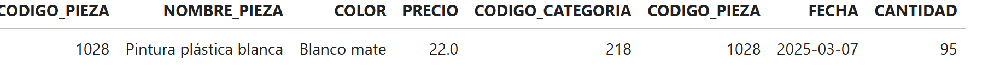 CODIGO_PIEZA NOMBRE_PIEZA COLOR PRECIO CODIGO_CATEGORIA CODIGO_PIEZA FECHA CANTIDAD
1028 Pintura plástica blanca Blanco mate 22.0 218 1028 2025-03-07 95